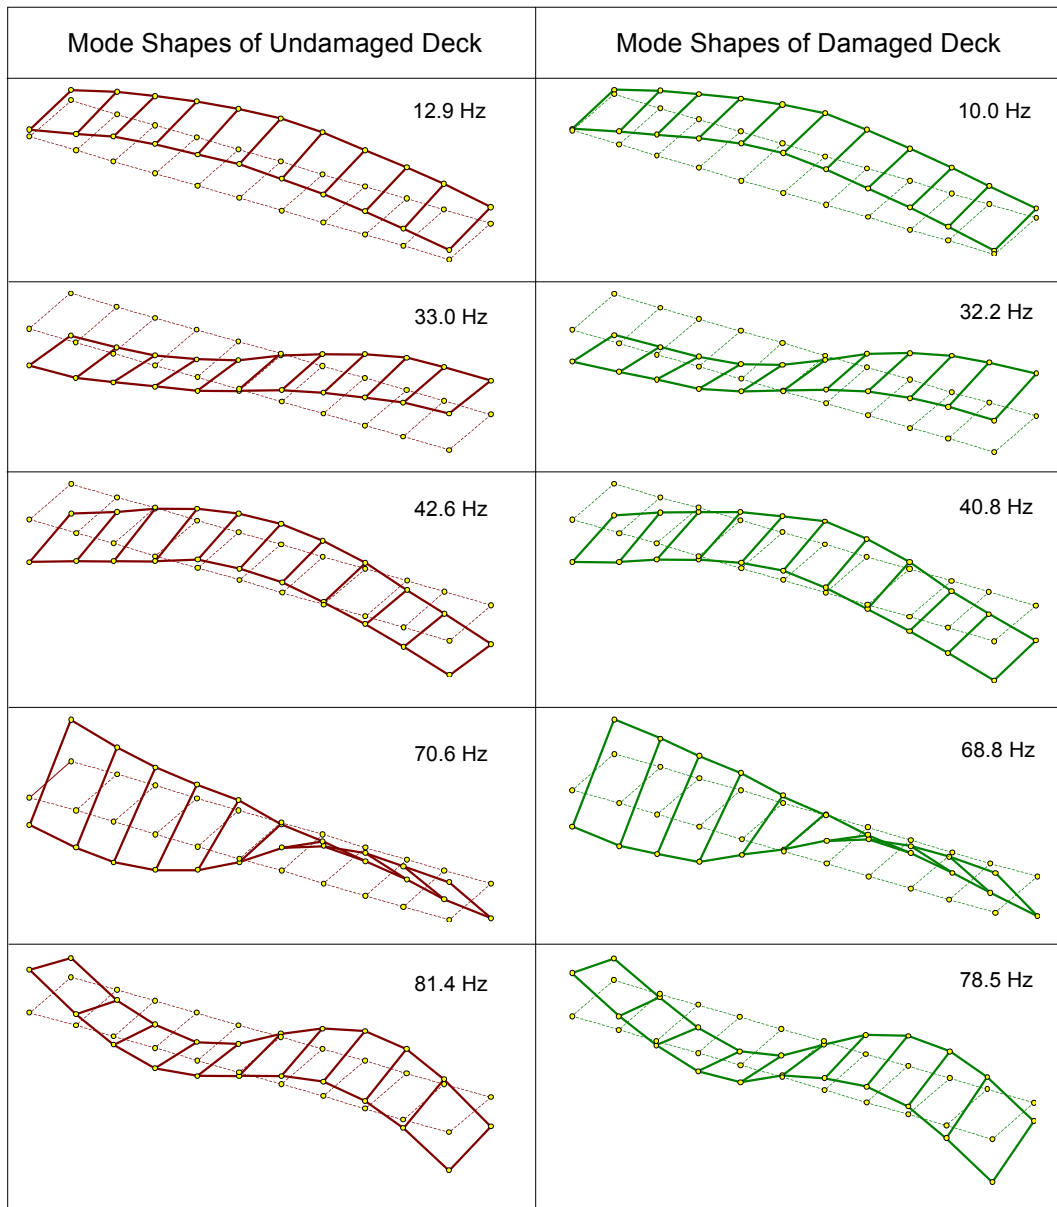 Mode Shapes of Undamaged Deck
Mode Shapes of Damaged Deck
12.9 Hz
10.0 Hz
33.0 Hz
32.2 Hz
42.6 Hz
40.8 Hz
70.6 Hz
68.8 Hz
81.4 Hz
78.5 Hz